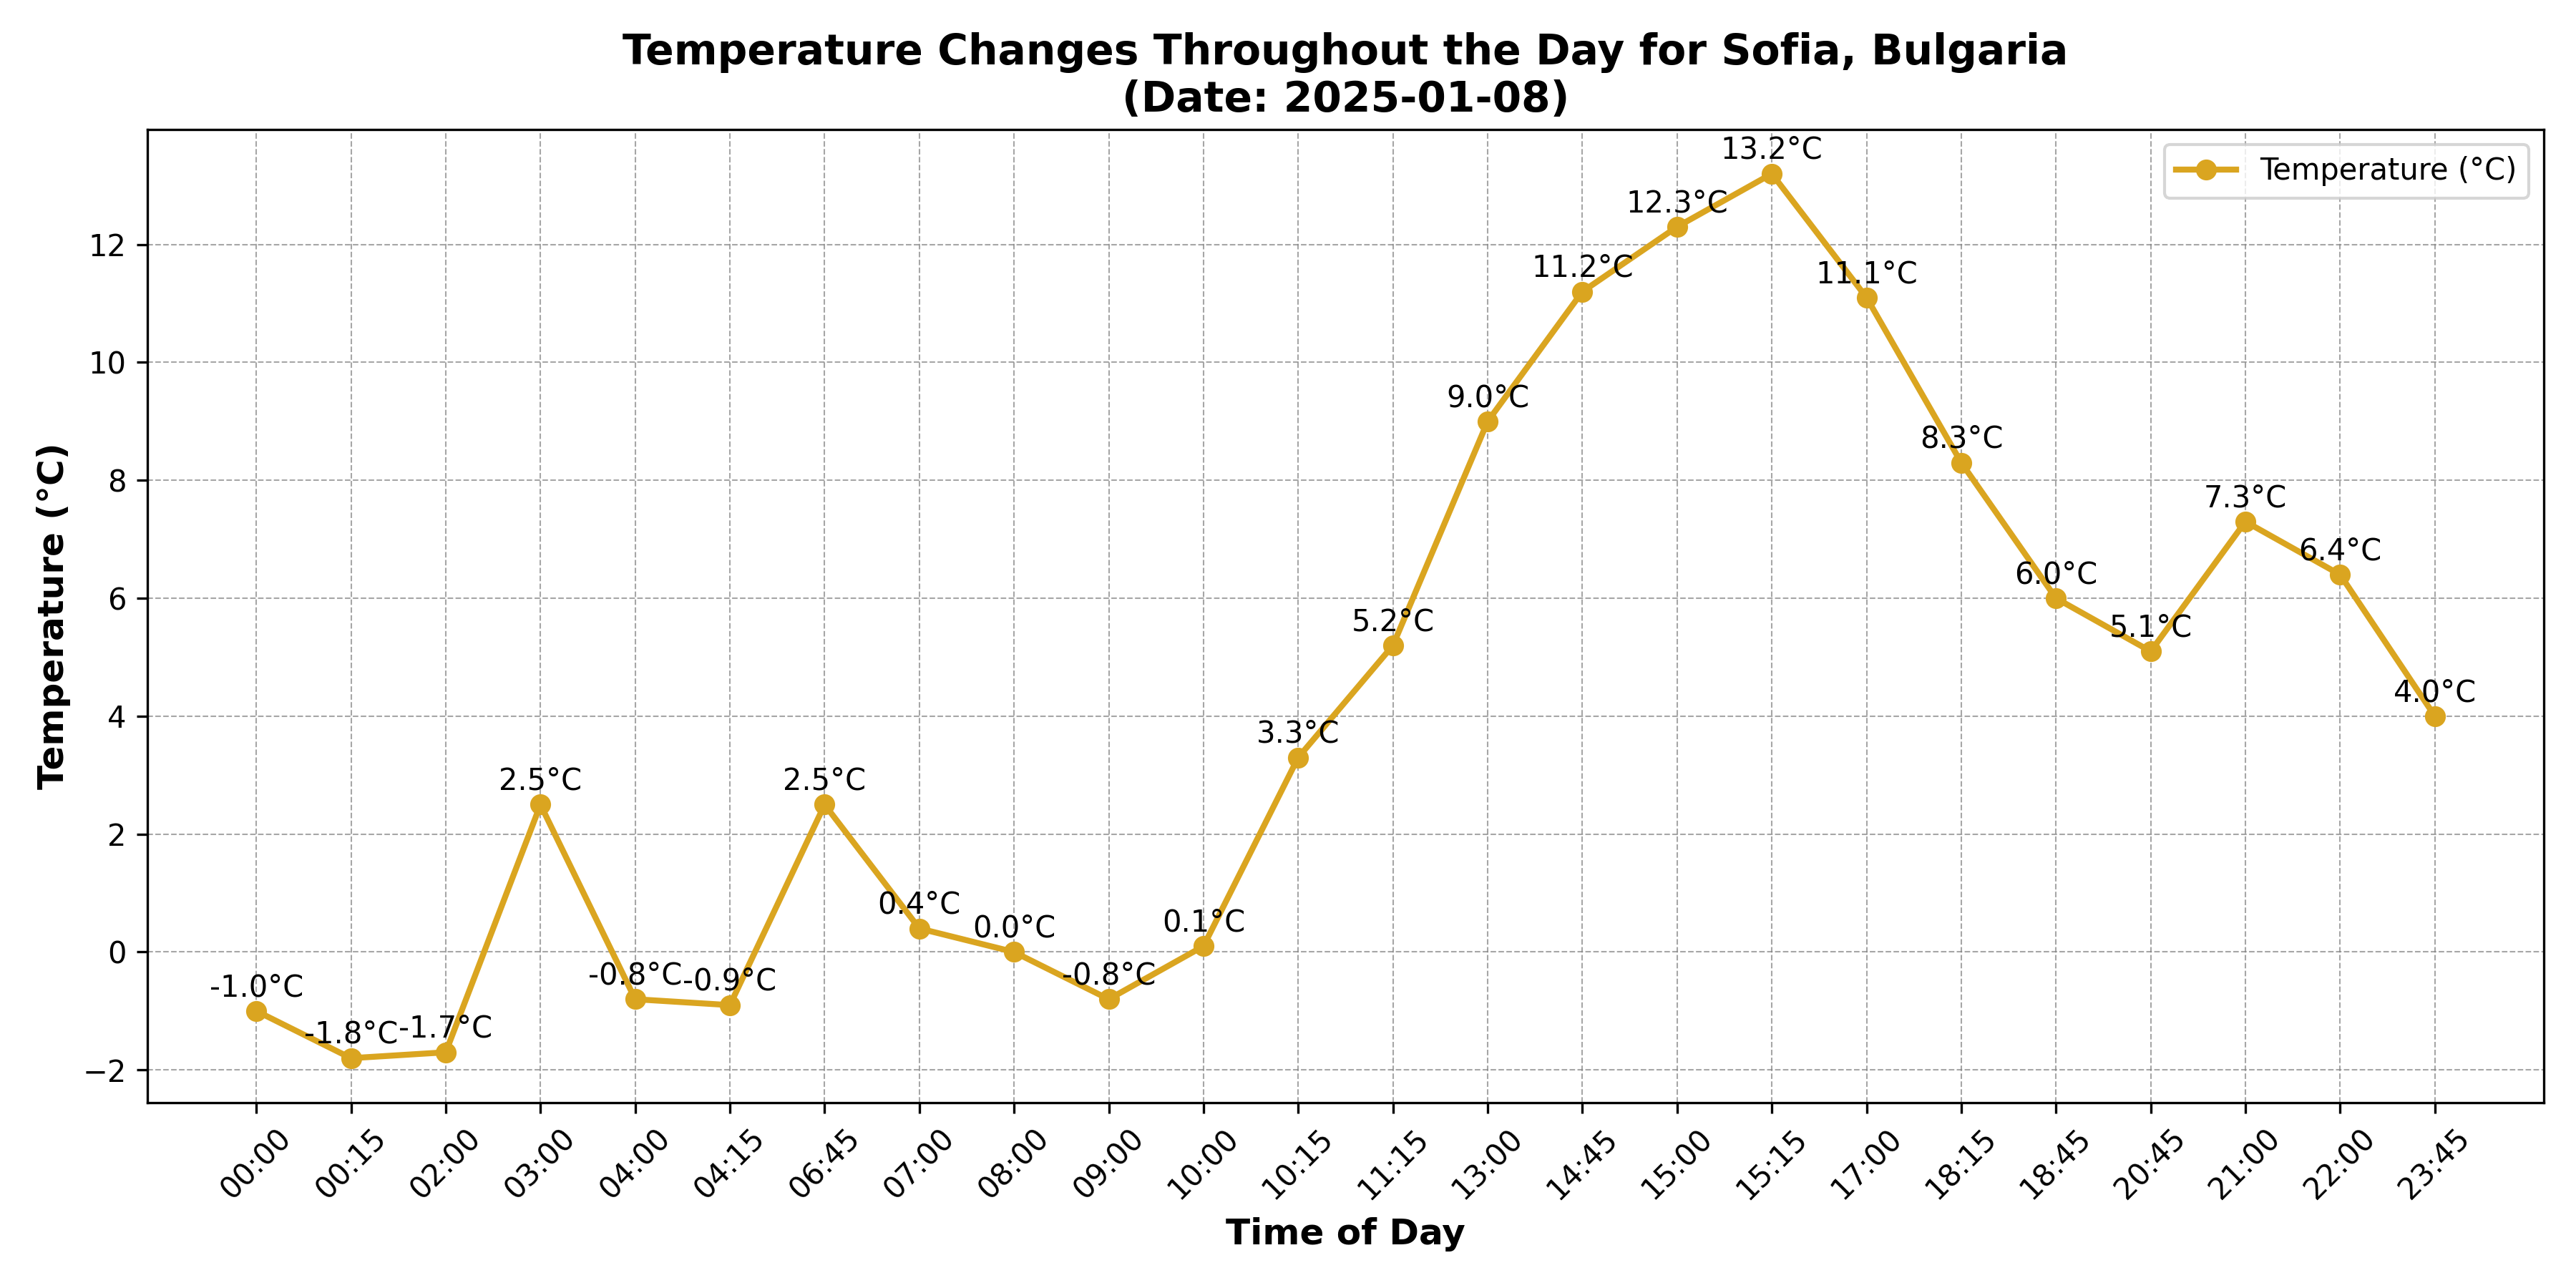 Temperature Changes Throughout the Day for Sofia, Bulgaria
(Date: 2025-01-08)
Temperature (°C)
Temperature (°C)
12
10
8
6
4
2
0
−2
-1.0°C
-1.8°C
-1.7°C
2.5°C
-0.8°C
-0.9°C
2.5°C
0.4°C
0.0°C
-0.8°C
0.1°C
3.3°C
5.2°C
9.0°C
11.2°C
12.3°C
13.2°C
11.1°C
8.3°C
6.0°C
5.1°C
7.3°C
6.4°C
4.0°C
00:00
00:15
02:00
03:00
04:00
04:15
06:45
07:00
08:00
09:00
10:00
10:15
11:15
13:00
14:45
15:00
15:15
17:00
18:15
18:45
20:45
21:00
22:00
23:45
Time of Day